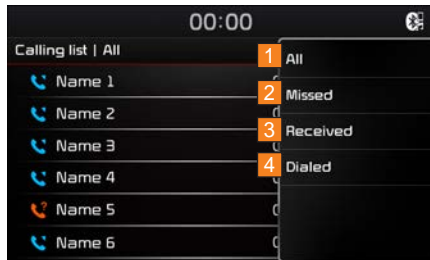 00:00
Calling list | All
Name 1
Name 2
Name 3
Name 4
Name 5
Name 6
1 All
2 Missed
3 Received
4 Dialed